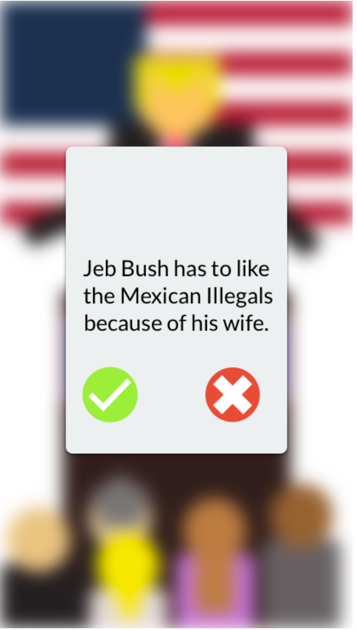 Jeb Bush has to like
the Mexican Illegals
because of his wife.